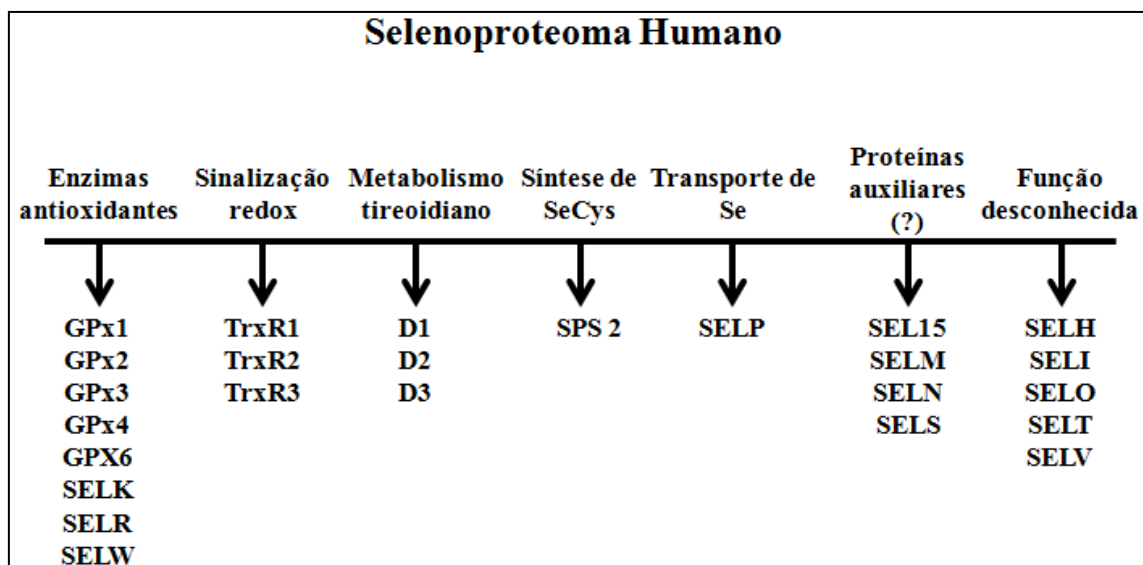 Selenoproteoma Humano
Enzimas
antioxidantes
Sinalização
redox
Metabolismo
tireoidiano
Síntese de
SeCys
Transporte de
Se
Proteínas
auxiliares
(?)
Função
desconhecida
GPx1
GPx2
GPx3
GPx4
GPX6
SELK
SELR
SELW
TrxR1
TrxR2
TrxR3
D1
D2
D3
SPS 2
SELP
SEL15
SELM
SELN
SELS
SELH
SELI
SELO
SELT
SELV